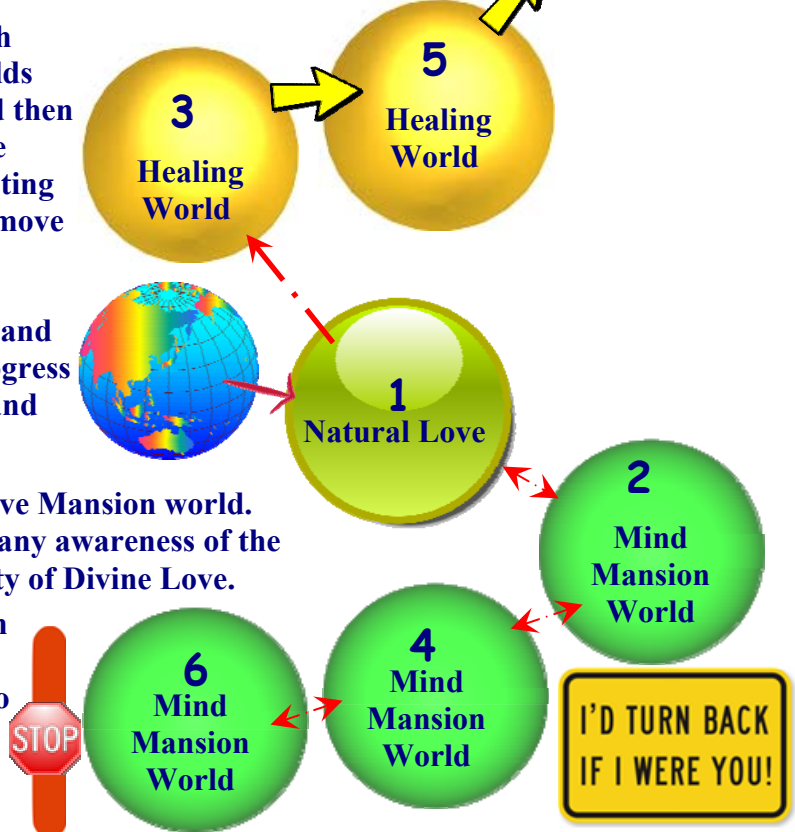 h
lds
d then
e
ting
move
and
gress
and
ve Mansion world.
any awareness of the
ty of Divine Love.
n
o
3
Healing
World
5
Healing
World
1
Natural Love
2
Mind
Mansion
World
4
Mind
Mansion
World
6
Mind
Mansion
World
STOP
I'D TURN BACK
IF I WERE YOU!